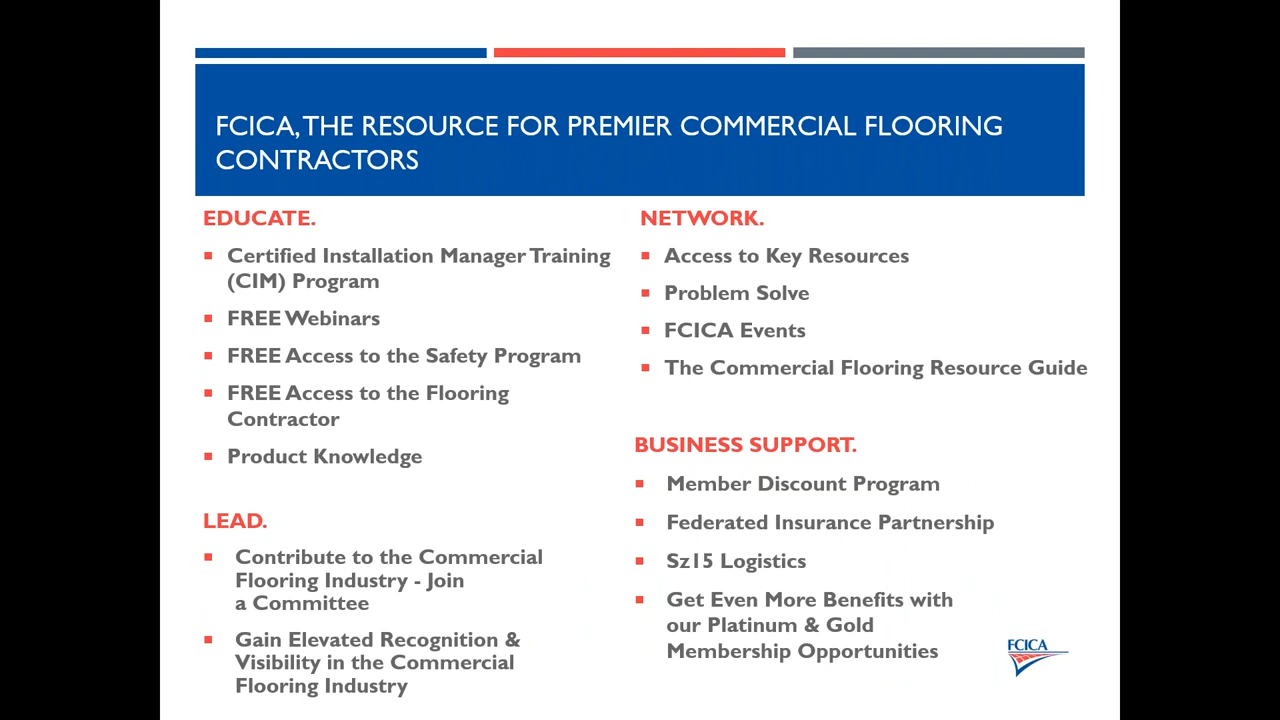 FCICA, THE RESOURCE FOR PREMIER COMMERCIAL FLOORING
CONTRACTORS
EDUCATE.
Certified Installation Manager Training
(CIM) Program
FREE Webinars
FREE Access to the Safety Program
FREE Access to the Flooring
Contractor
Product Knowledge
LEAD.
Contribute to the Commercial
Flooring Industry - Join
a Committee
Gain Elevated Recognition &
Visibility in the Commercial
Flooring Industry
NETWORK.
Access to Key Resources
Problem Solve
FCICA Events
The Commercial Flooring Resource Guide
BUSINESS SUPPORT.
Member Discount Program
Federated Insurance Partnership
Sz15 Logistics
Get Even More Benefits with
our Platinum & Gold
Membership Opportunities
FCICA